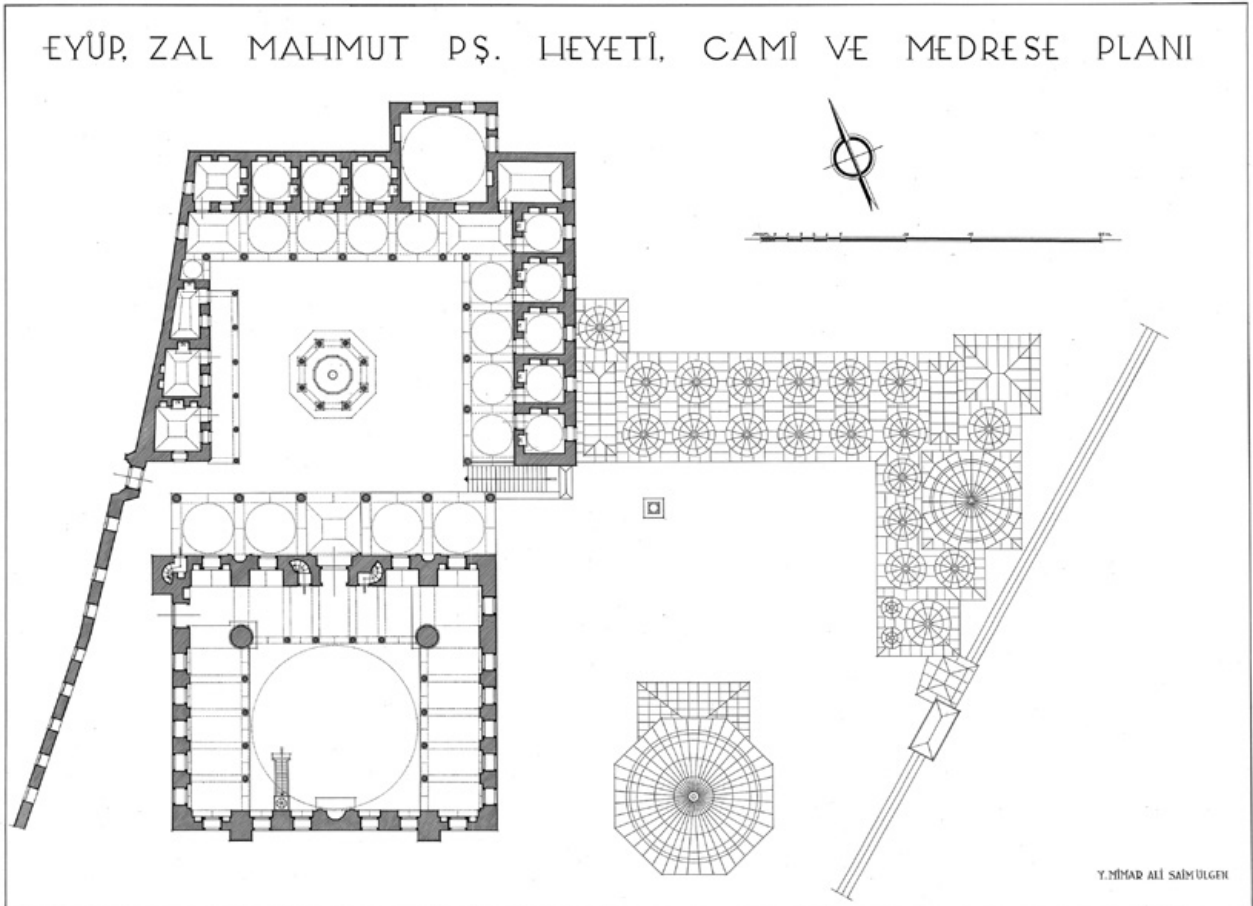 EYÜP, ZAL MAHMUT PŞ. HEYETİ, CAMİ VE MEDRESE PLANI
Y. MİMAR ALİ SAİM ÜLGEN